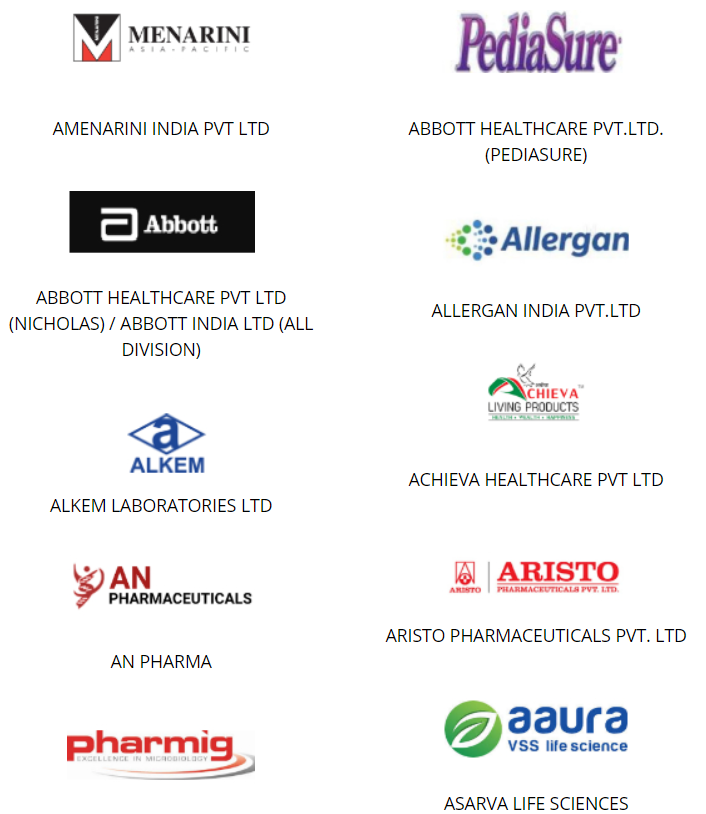 MENARINI
ASIA-PACIFIC
AMENARINI INDIA PVT LTD
PediaSure
ABBOTT HEALTHCARE PVT.LTD.
(PEDIASURE)
Abbott
ABBOTT HEALTHCARE PVT LTD
(NICHOLAS) / ABBOTT INDIA LTD (ALL
DIVISION)
Allergan
ALLERGAN INDIA PVT.LTD
a
ALKEM
ALKEM LABORATORIES LTD
ACHIEVA
LIVING PRODUCTS
HEALTH • WEALTH • HAPPINESS
ACHIEVA HEALTHCARE PVT LTD
AN
PHARMACEUTICALS
AN PHARMA
ARISTO
ARISTO
PHARMACEUTICALS PVT. LTD.
ARISTO PHARMACEUTICALS PVT. LTD
pharmig
EXCELLENCE IN MICROBIOLOGY
aaura
VSS life science
ASARVA LIFE SCIENCES